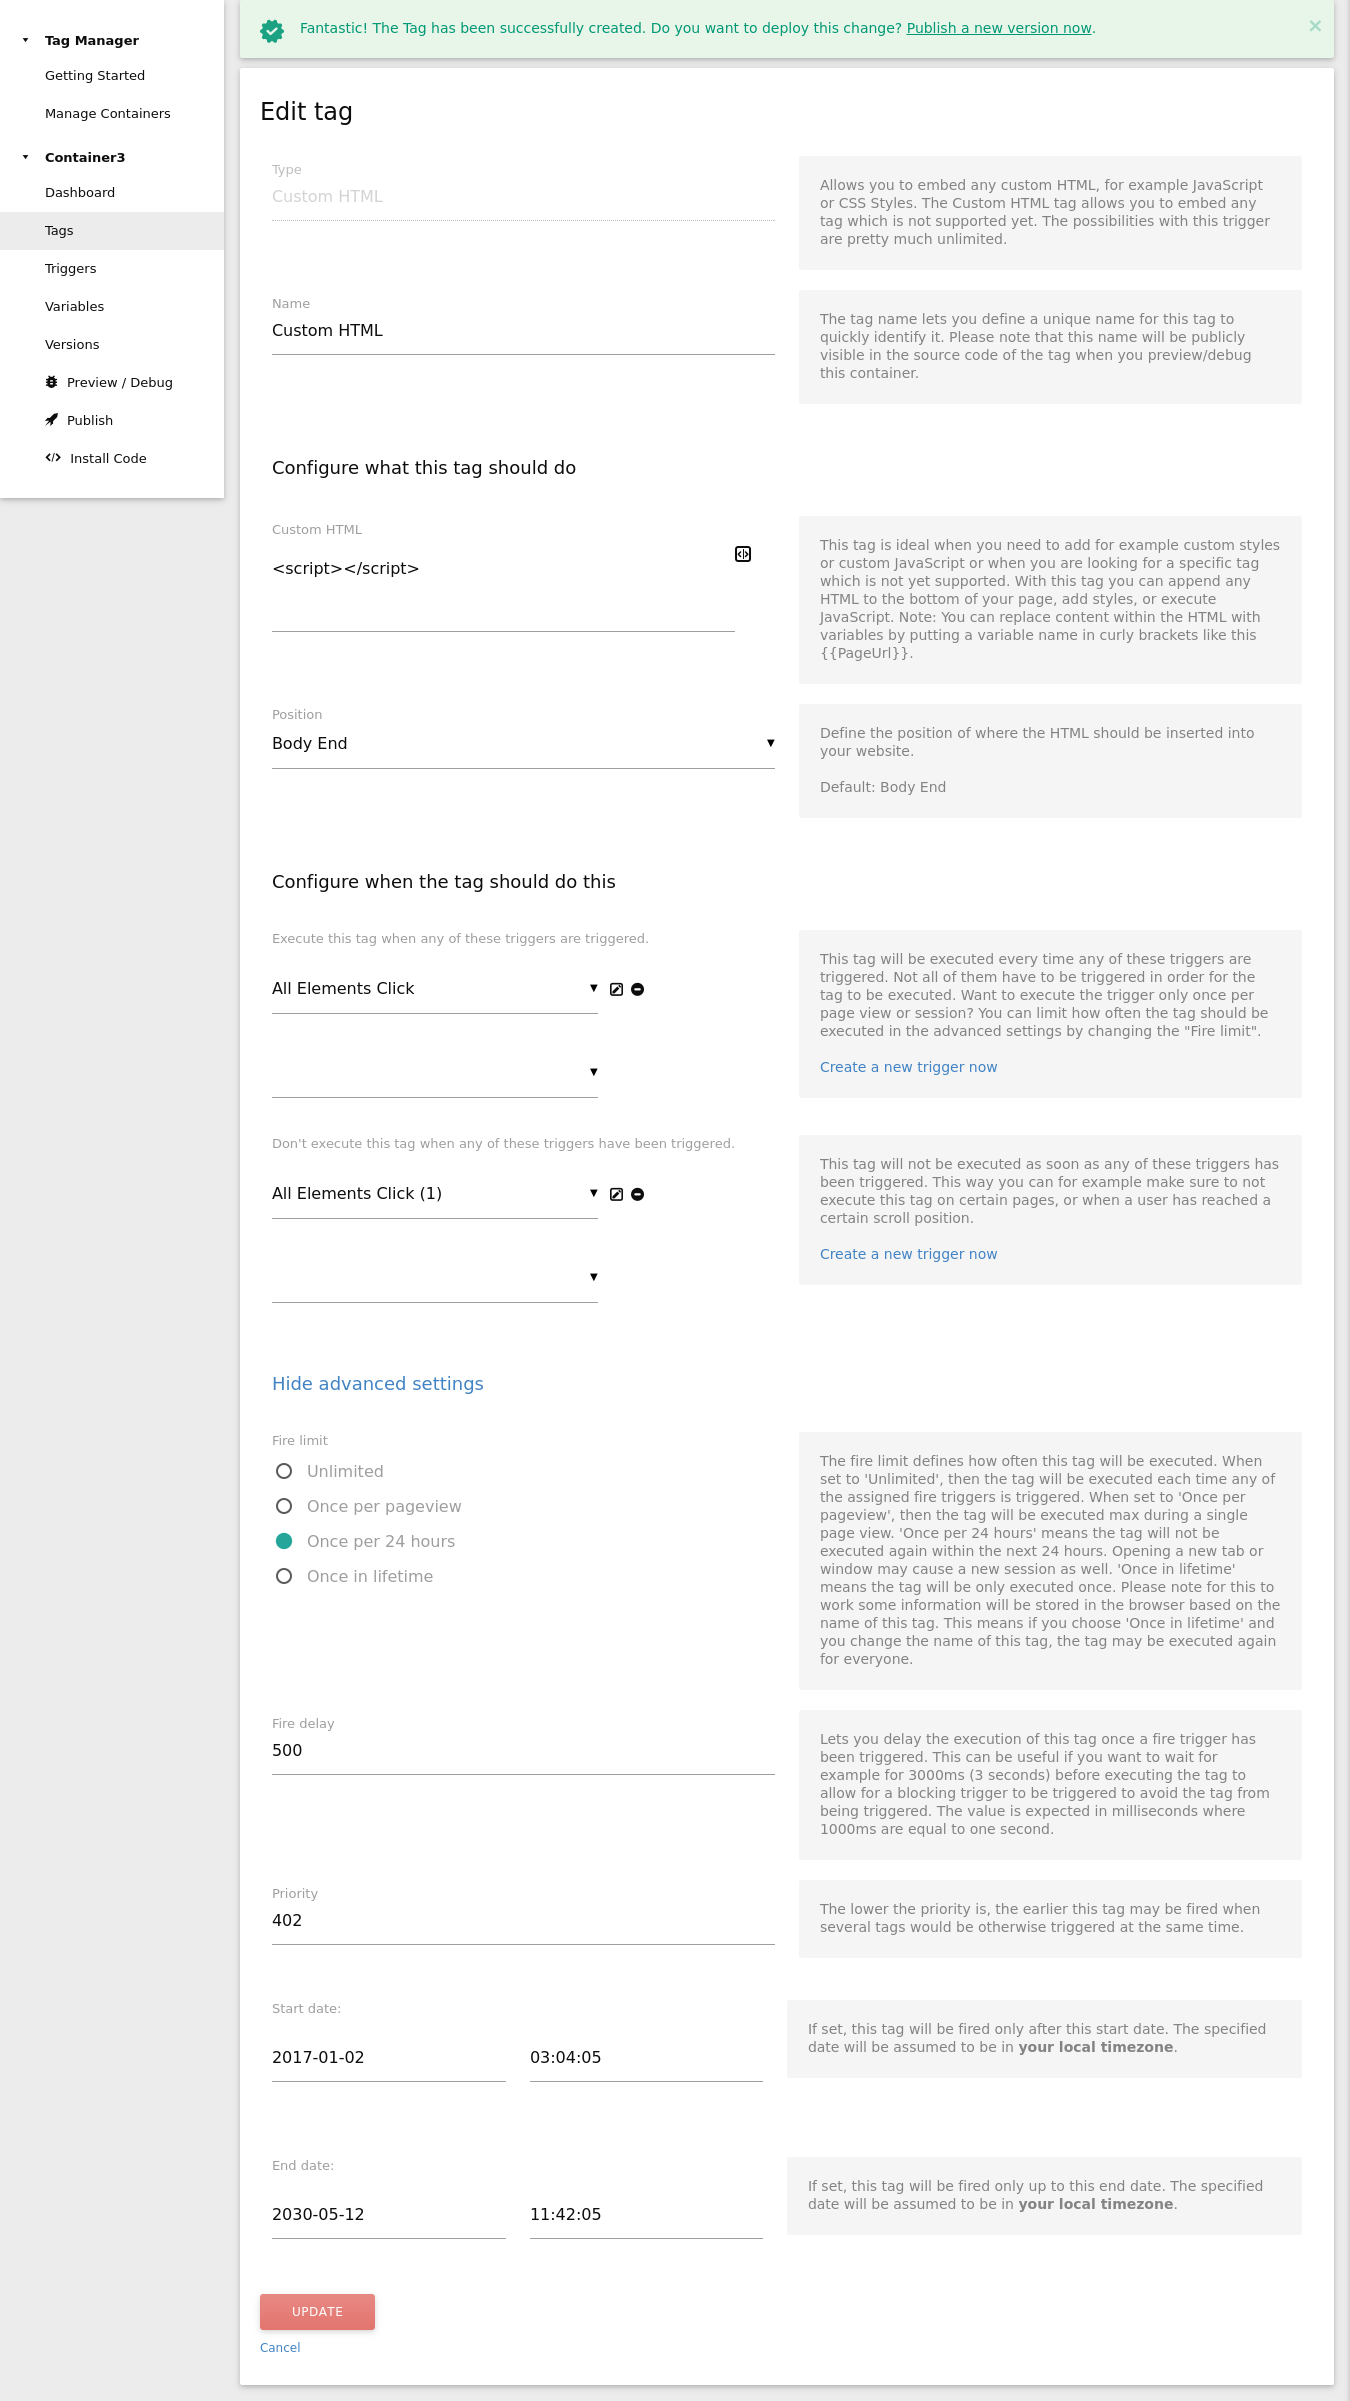 Tag Manager
Getting Started
Manage Containers
Container3
Dashboard
Tags
Triggers
Variables
Versions
Preview / Debug
Publish
Install Code
Fantastic! The Tag has been successfully created. Do you want to deploy this change? Publish a new version now.
×
Edit tag
Type
Custom HTML
Allows you to embed any custom HTML, for example JavaScript
or CSS Styles. The Custom HTML tag allows you to embed any
tag which is not supported yet. The possibilities with this trigger
are pretty much unlimited.
Name
Custom HTML
The tag name lets you define a unique name for this tag to
quickly identify it. Please note that this name will be publicly
visible in the source code of the tag when you preview/debug
this container.
Configure what this tag should do
Custom HTML
<script></script>
This tag is ideal when you need to add for example custom styles
or custom JavaScript or when you are looking for a specific tag
which is not yet supported. With this tag you can append any
HTML to the bottom of your page, add styles, or execute
JavaScript. Note: You can replace content within the HTML with
variables by putting a variable name in curly brackets like this
{{PageUrl}}.
Position
Body End
Define the position of where the HTML should be inserted into
your website.
Default: Body End
Configure when the tag should do this
Execute this tag when any of these triggers are triggered.
All Elements Click
This tag will be executed every time any of these triggers are
triggered. Not all of them have to be triggered in order for the
tag to be executed. Want to execute the trigger only once per
page view or session? You can limit how often the tag should be
executed in the advanced settings by changing the "Fire limit".
Create a new trigger now
Don't execute this tag when any of these triggers have been triggered.
All Elements Click (1)
This tag will not be executed as soon as any of these triggers has
been triggered. This way you can for example make sure to not
execute this tag on certain pages, or when a user has reached a
certain scroll position.
Create a new trigger now
Hide advanced settings
Fire limit
Unlimited
Once per pageview
Once per 24 hours
Once in lifetime
The fire limit defines how often this tag will be executed. When
set to 'Unlimited', then the tag will be executed each time any of
the assigned fire triggers is triggered. When set to 'Once per
pageview', then the tag will be executed max during a single
page view. 'Once per 24 hours' means the tag will not be
executed again within the next 24 hours. Opening a new tab or
window may cause a new session as well. 'Once in lifetime'
means the tag will be only executed once. Please note for this to
work some information will be stored in the browser based on the
name of this tag. This means if you choose 'Once in lifetime' and
you change the name of this tag, the tag may be executed again
for everyone.
Fire delay
500
Lets you delay the execution of this tag once a fire trigger has
been triggered. This can be useful if you want to wait for
example for 3000ms (3 seconds) before executing the tag to
allow for a blocking trigger to be triggered to avoid the tag from
being triggered. The value is expected in milliseconds where
1000ms are equal to one second.
Priority
402
The lower the priority is, the earlier this tag may be fired when
several tags would be otherwise triggered at the same time.
Start date:
2017-01-02 03:04:05
If set, this tag will be fired only after this start date. The specified
date will be assumed to be in your local timezone.
End date:
2030-05-12 11:42:05
If set, this tag will be fired only up to this end date. The specified
date will be assumed to be in your local timezone.
UPDATE
Cancel